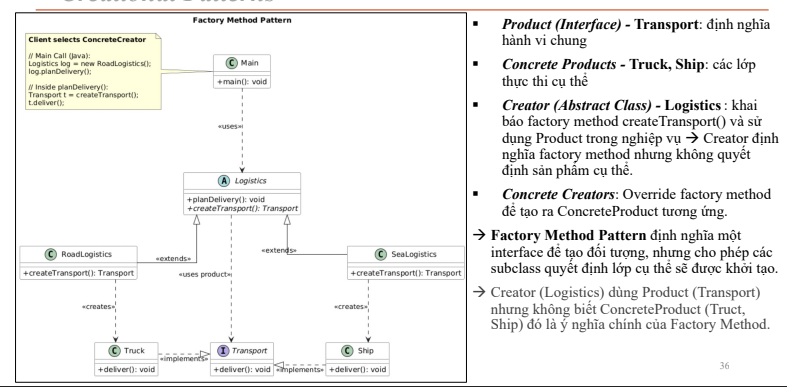 Creational Patterns
Factory Method Pattern
Client selects ConcreteCreator
// Main Call (Java):
Logistics log = new RoadLogistics();
log.planDelivery();
// Inside planDelivery():
Transport t = createTransport();
t.deliver();
C Main
+main(): void
«uses»
A Logistics
+planDelivery(): void
+createTransport(): Transport
C RoadLogistics
+createTransport(): Transport
«extends»
«uses product»
«extends»
C SeaLogistics
+createTransport(): Transport
«creates»
«creates»
C Truck
+deliver(): void
«implements»
I Transport
+deliver(): void
«implements»
C Ship
+deliver(): void
▪ Product (Interface) - Transport: định nghĩa
hành vi chung
▪ Concrete Products - Truck, Ship: các lớp
thực thi cụ thể
▪ Creator (Abstract Class) - Logistics : khai
báo factory method createTransport() và sử
dụng Product trong nghiệp vụ → Creator định
nghĩa factory method nhưng không quyết
định sản phẩm cụ thể.
▪ Concrete Creators: Override factory method
để tạo ra ConcreteProduct tương ứng.
→ Factory Method Pattern định nghĩa một
interface để tạo đối tượng, nhưng cho phép các
subclass quyết định lớp cụ thể sẽ được khởi tạo.
→ Creator (Logistics) dùng Product (Transport)
nhưng không biết ConcreteProduct (Truct,
Ship) đó là ý nghĩa chính của Factory Method.
36